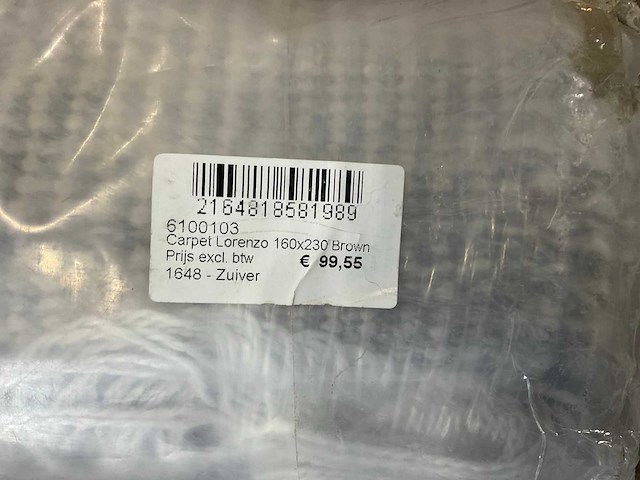 2164818581989
6100103
Carpet Lorenzo 160x230 Brown
Prijs excl. btw € 99,55
1648 - Zuiver